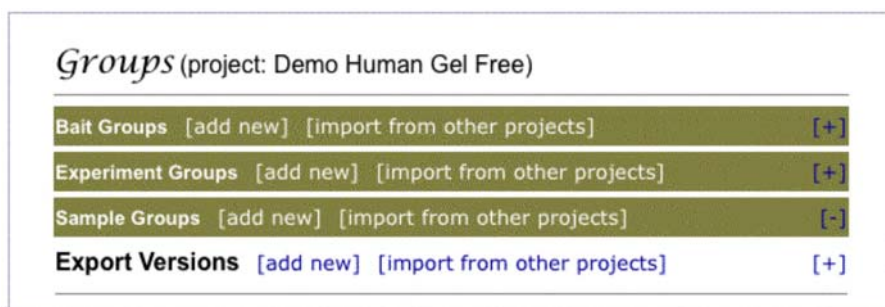 Groups (project: Demo Human Gel Free)
Bait Groups [add new] [import from other projects] [+]
Experiment Groups [add new] [import from other projects] [+]
Sample Groups [add new] [import from other projects] [-]
Export Versions [add new] [import from other projects] [+]